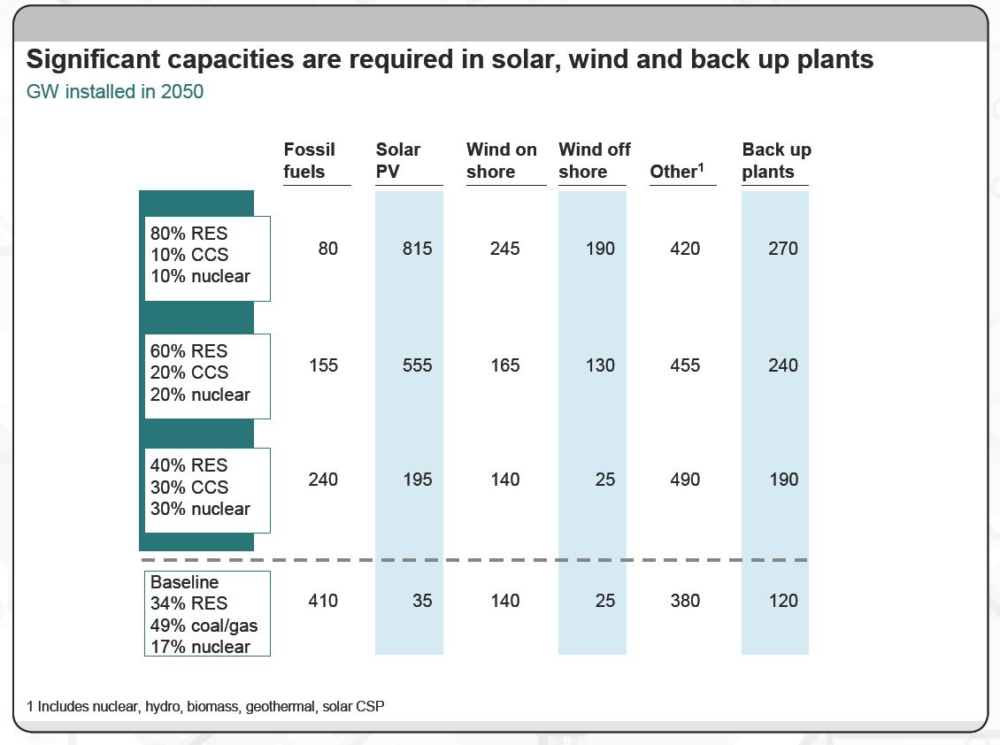 Significant capacities are required in solar, wind and back up plants
GW installed in 2050
Fossil fuels
Solar PV
Wind on shore
Wind off shore
Other1
Back up plants
80% RES
10% CCS
10% nuclear
80 815 245 190 420 270
60% RES
20% CCS
20% nuclear
155 555 165 130 455 240
40% RES
30% CCS
30% nuclear
240 195 140 25 490 190
Baseline
34% RES
49% coal/gas
17% nuclear
410 35 140 25 380 120
1 Includes nuclear, hydro, biomass, geothermal, solar CSP